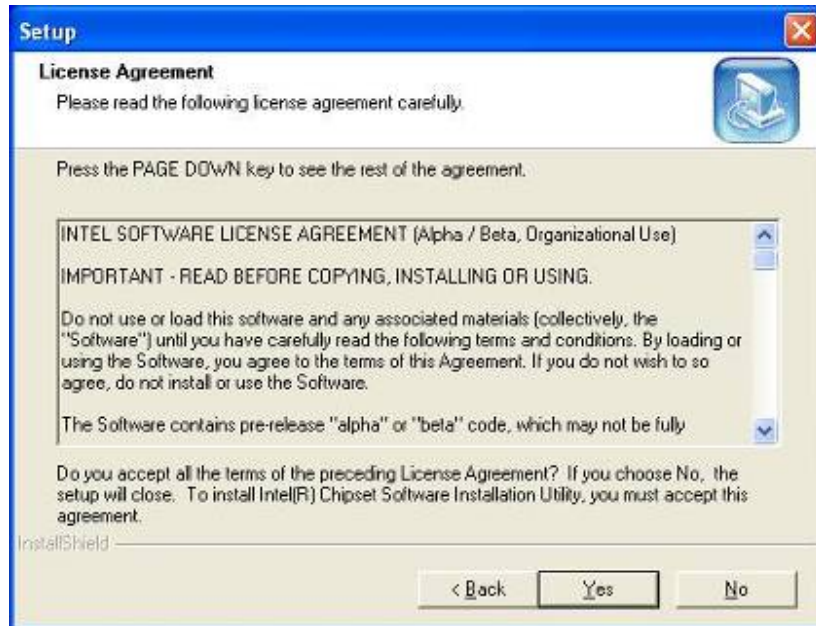 Setup
License Agreement
Please read the following license agreement carefully.
Press the PAGE DOWN key to see the rest of the agreement.
INTEL SOFTWARE LICENSE AGREEMENT (Alpha / Beta, Organizational Use)
IMPORTANT - READ BEFORE COPYING, INSTALLING OR USING.
Do not use or load this software and any associated materials (collectively, the
"Software") until you have carefully read the following terms and conditions. By loading or
using the Software, you agree to the terms of this Agreement. If you do not wish to so
agree, do not install or use the Software.
The Software contains pre-release "alpha" or "beta" code, which may not be fully
Do you accept all the terms of the preceding License Agreement? If you choose No, the
setup will close. To install Intel(R) Chipset Software Installation Utility, you must accept this
agreement.
InstallShield
< Back Yes No